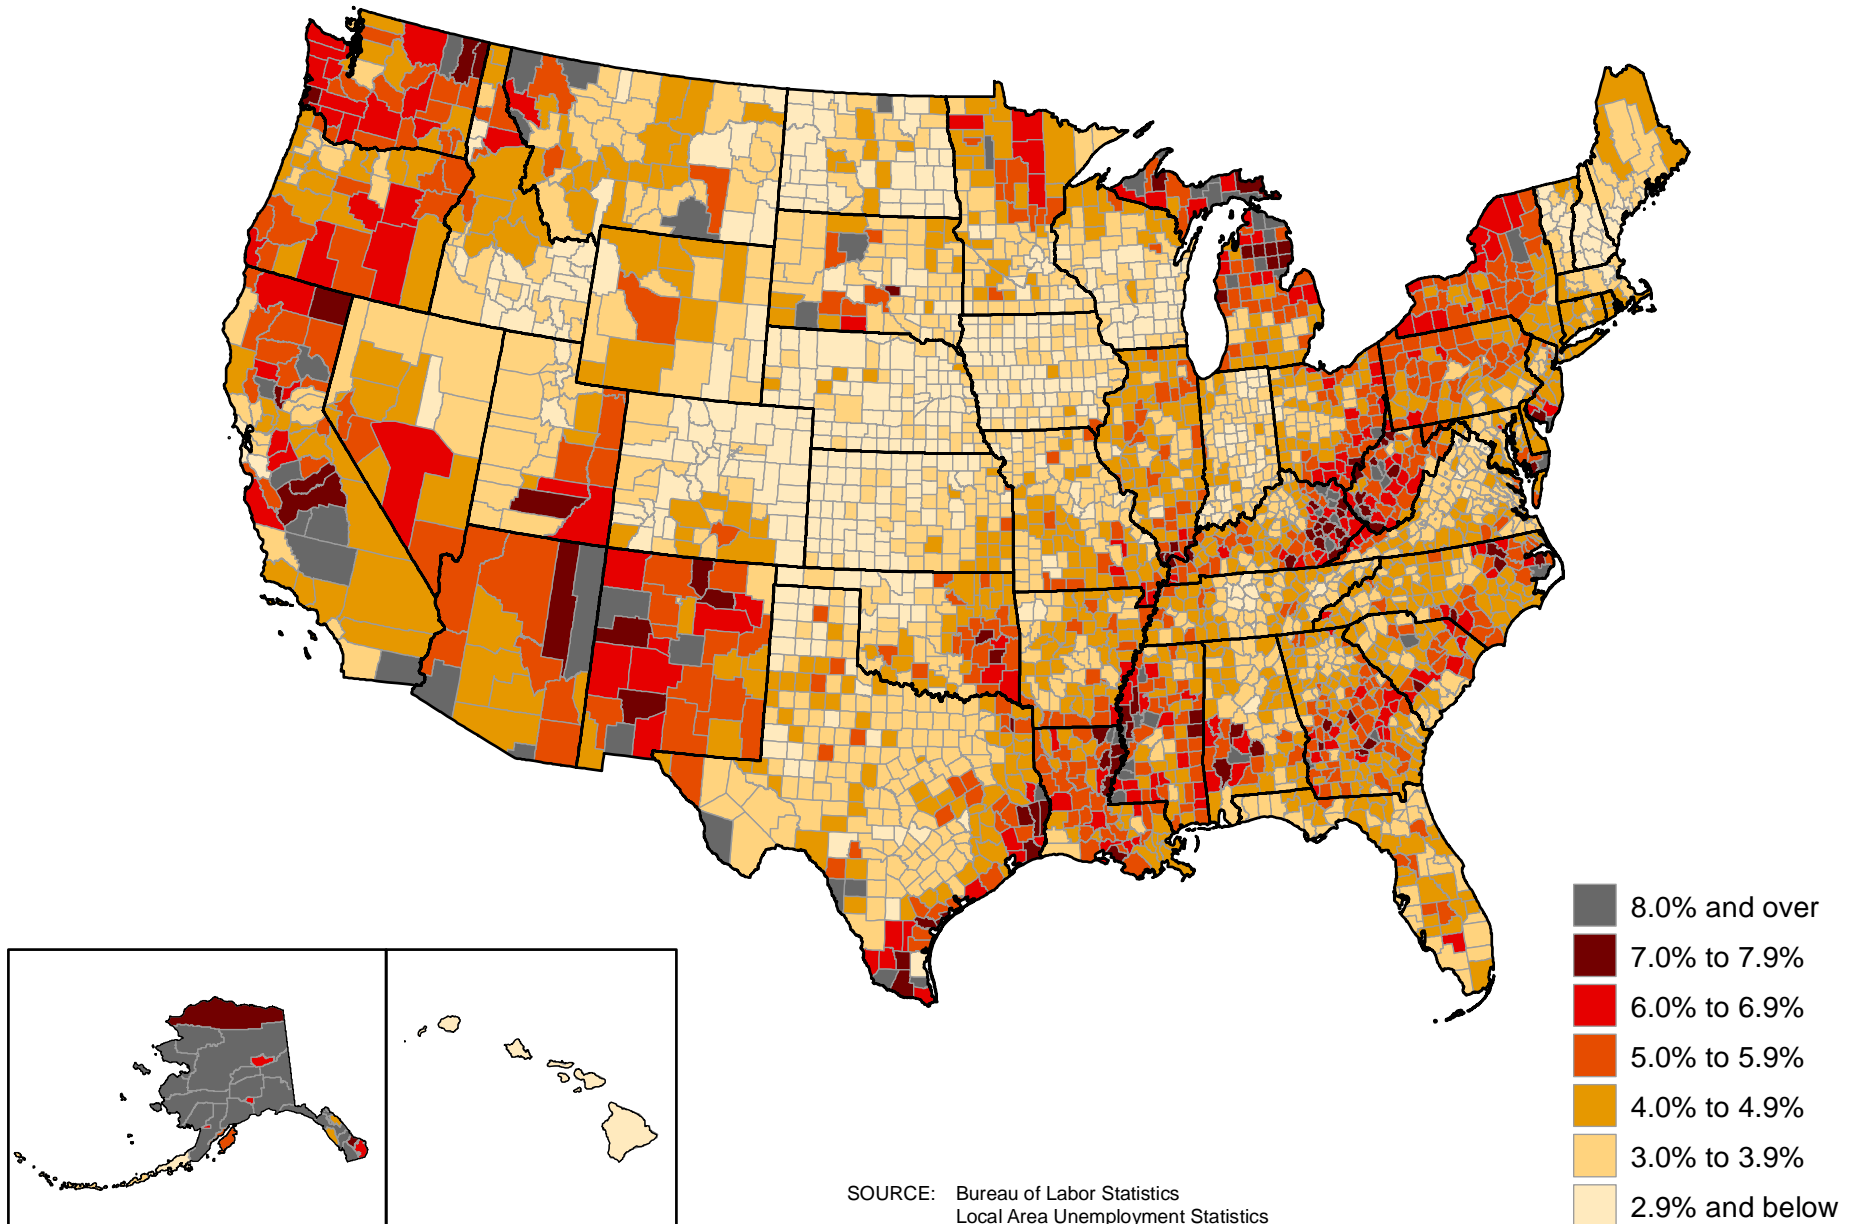 8.0% and over
7.0% to 7.9%
6.0% to 6.9%
5.0% to 5.9%
4.0% to 4.9%
3.0% to 3.9%
2.9% and below
SOURCE: Bureau of Labor Statistics
Local Area Unemployment Statistics